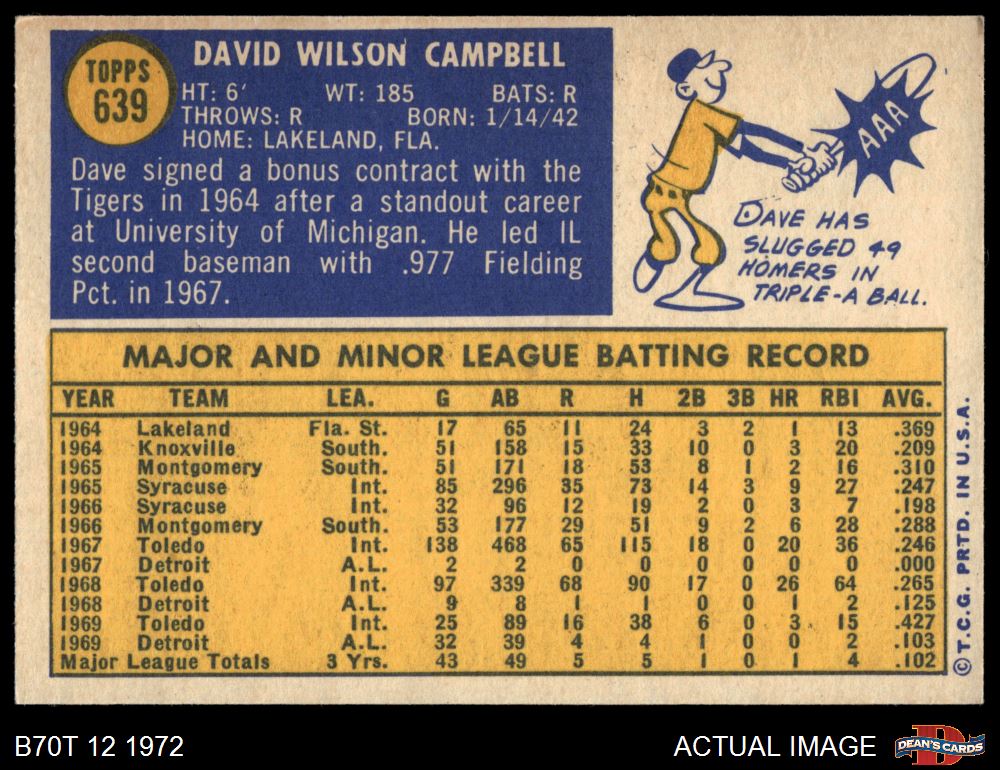 TOPPS
639
DAVID WILSON CAMPBELL
HT: 6′ WT: 185 BATS: R
THROWS: R BORN: 1/14/42
HOME: LAKELAND, FLA.
Dave signed a bonus contract with the
Tigers in 1964 after a standout career
at University of Michigan. He led IL
second baseman with .977 Fielding
Pct. in 1967.
AAA
DAVE HAS
SLUGGED 49
HOMERS IN
TRIPLE-A BALL.
MAJOR AND MINOR LEAGUE BATTING RECORD
YEAR TEAM LEA. G AB R H 2B 3B HR RBI AVG.
1964 Lakeland Fla. St. 17 65 11 24 3 2 1 13 .369
1964 Knoxville South. 51 158 15 33 10 0 3 20 .209
1965 Montgomery South. 51 171 18 53 8 1 2 16 .310
1965 Syracuse Int. 85 296 35 73 14 3 9 27 .247
1966 Syracuse Int. 32 96 12 19 2 0 3 7 .198
1966 Montgomery South. 53 177 29 51 9 2 6 28 .288
1967 Toledo Int. 138 468 65 115 18 0 20 36 .246
1967 Detroit A.L. 2 2 0 0 0 0 0 0 .000
1968 Toledo Int. 97 339 68 90 17 0 26 64 .265
1968 Detroit A.L. 9 8 1 1 0 0 1 2 .125
1969 Toledo Int. 25 89 16 38 6 0 3 15 .427
1969 Detroit A.L. 32 39 4 4 1 0 0 2 .103
Major League Totals 3 Yrs. 43 49 5 5 1 0 1 4 .102
©T.C.G. PRTD. IN U.S.A.
B70T 12 1972
ACTUAL IMAGE
D
DEAN'S CARDS